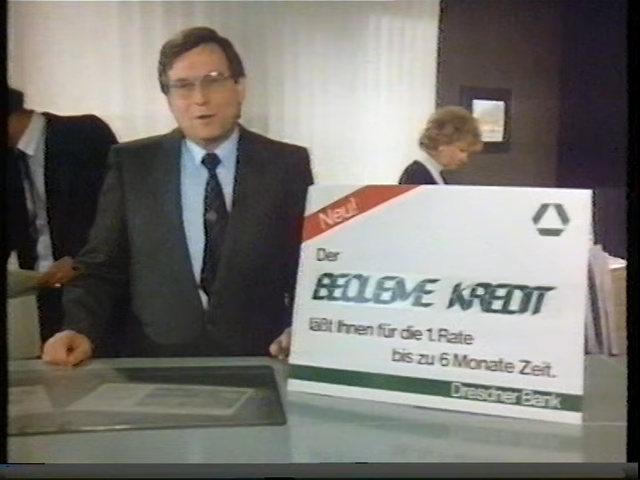 Neu!
Der
BEQUEME KREDIT
läßt Ihnen für die 1. Rate
bis zu 6 Monate Zeit.
Dresdner Bank